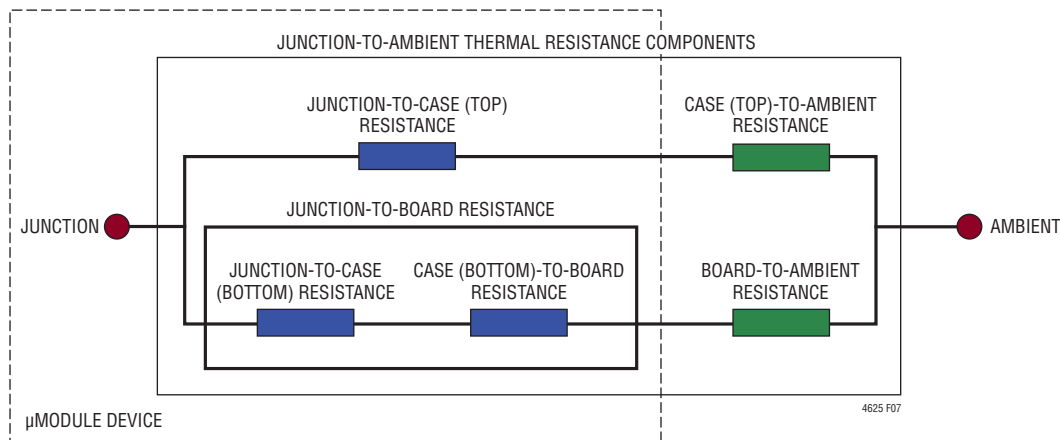 JUNCTION-TO-AMBIENT THERMAL RESISTANCE COMPONENTS
JUNCTION-TO-CASE (TOP)
RESISTANCE
CASE (TOP)-TO-AMBIENT
RESISTANCE
JUNCTION
JUNCTION-TO-BOARD RESISTANCE
AMBIENT
JUNCTION-TO-CASE
(BOTTOM) RESISTANCE
CASE (BOTTOM)-TO-BOARD
RESISTANCE
BOARD-TO-AMBIENT
RESISTANCE
4625 F07
µMODULE DEVICE